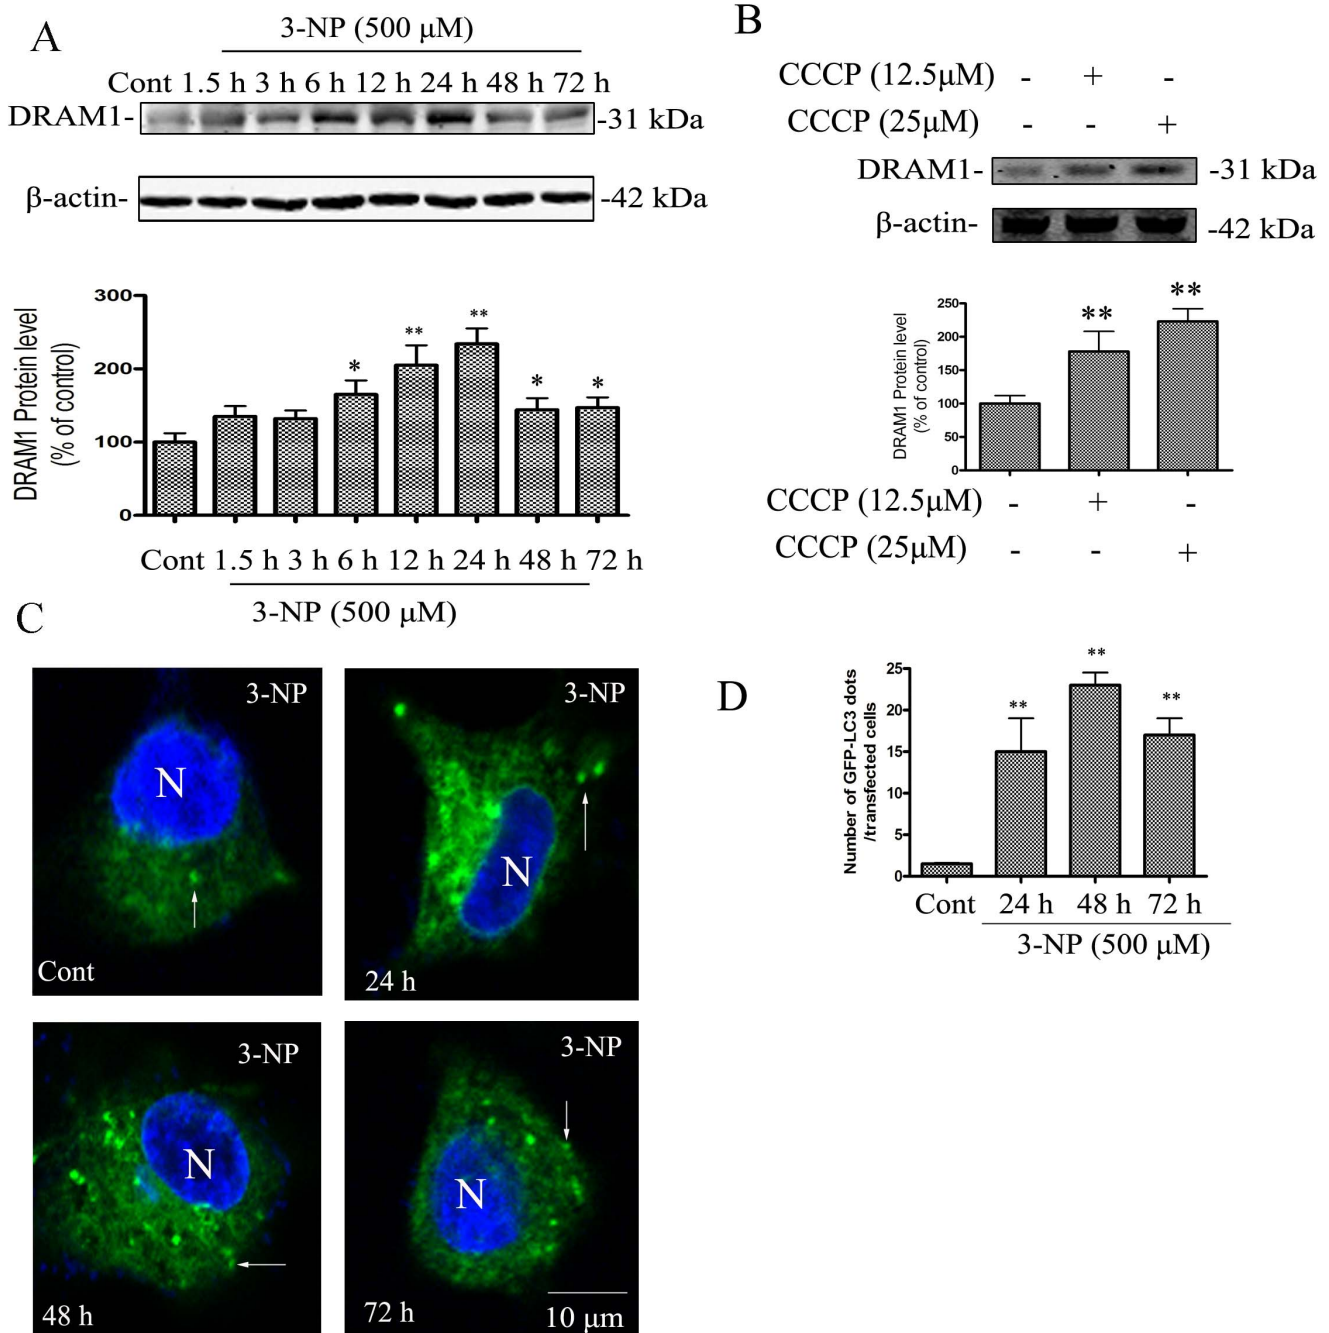 A
3-NP (500 μM)
Cont 1.5 h 3 h 6 h 12 h 24 h 48 h 72 h
DRAM1- -31 kDa
β-actin- -42 kDa
DRAM1 Protein level
(% of control)
300
200
100
0
* ** ** * *
Cont 1.5 h 3 h 6 h 12 h 24 h 48 h 72 h
3-NP (500 μM)
B
CCCP (12.5μM) - + -
CCCP (25μM) - - +
DRAM1- -31 kDa
β-actin- -42 kDa
DRAM1 Protein level
(% of control)
250
200
150
100
50
0
** **
CCCP (12.5μM) - + -
CCCP (25μM) - - +
C
3-NP
N
Cont
3-NP
N
24 h
3-NP
N
48 h
3-NP
N
72 h
10 μm
D
Number of GFP-LC3 dots
/transfected cells
25
20
15
10
5
0
** ** **
Cont 24 h 48 h 72 h
3-NP (500 μM)